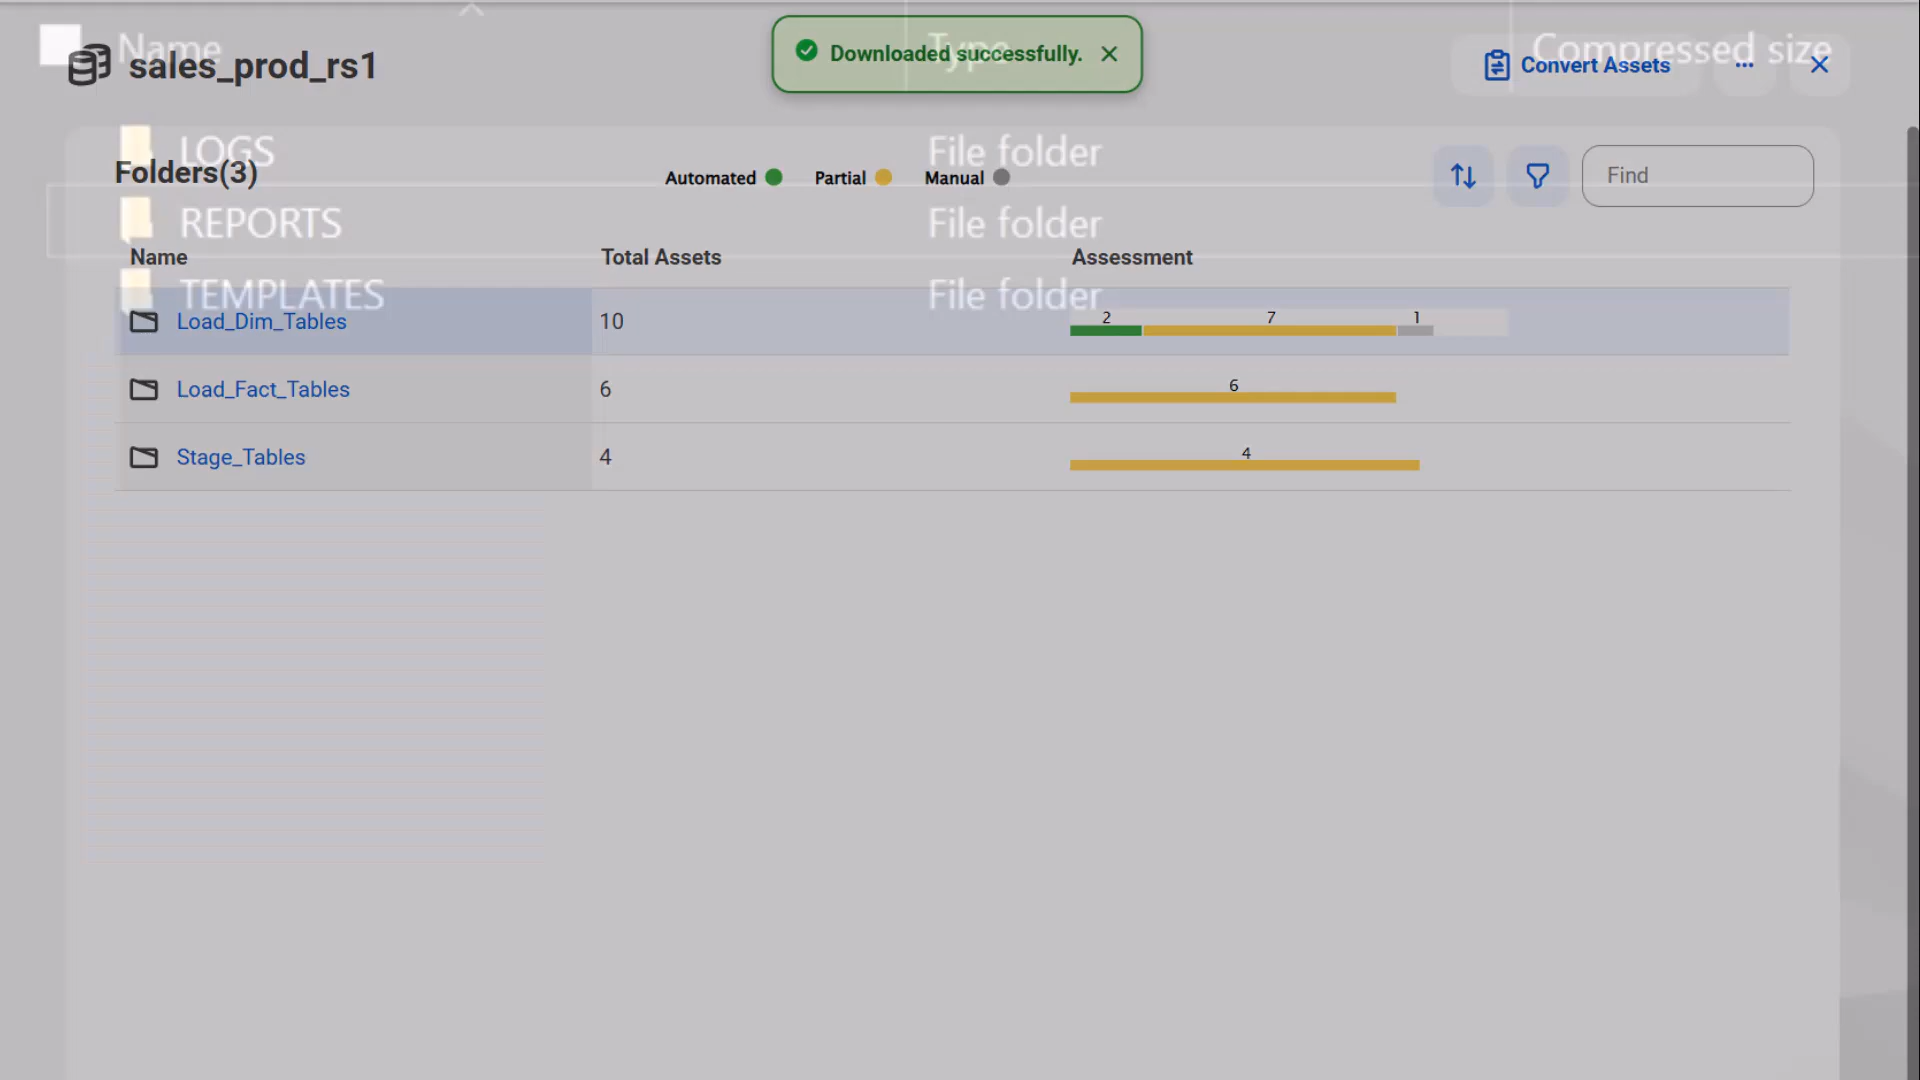 Name Type Compressed size
sales_prod_rs1
Downloaded successfully.
Convert Assets
LOGS File folder
Folders(3)
Automated Partial Manual
Find
REPORTS File folder
Name Total Assets Assessment
TEMPLATES File folder
Load_Dim_Tables 10 2 7 1
Load_Fact_Tables 6 6
Stage_Tables 4 4